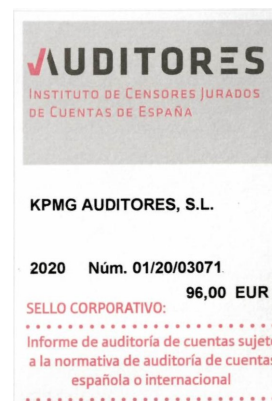 AUDITORES
INSTITUTO DE CENSORES JURADOS
DE CUENTAS DE ESPAÑA
KPMG AUDITORES, S.L.
2020 Núm. 01/20/03071
96,00 EUR
SELLO CORPORATIVO:
Informe de auditoría de cuentas sujet
a la normativa de auditoría de cuentas
española o internacional